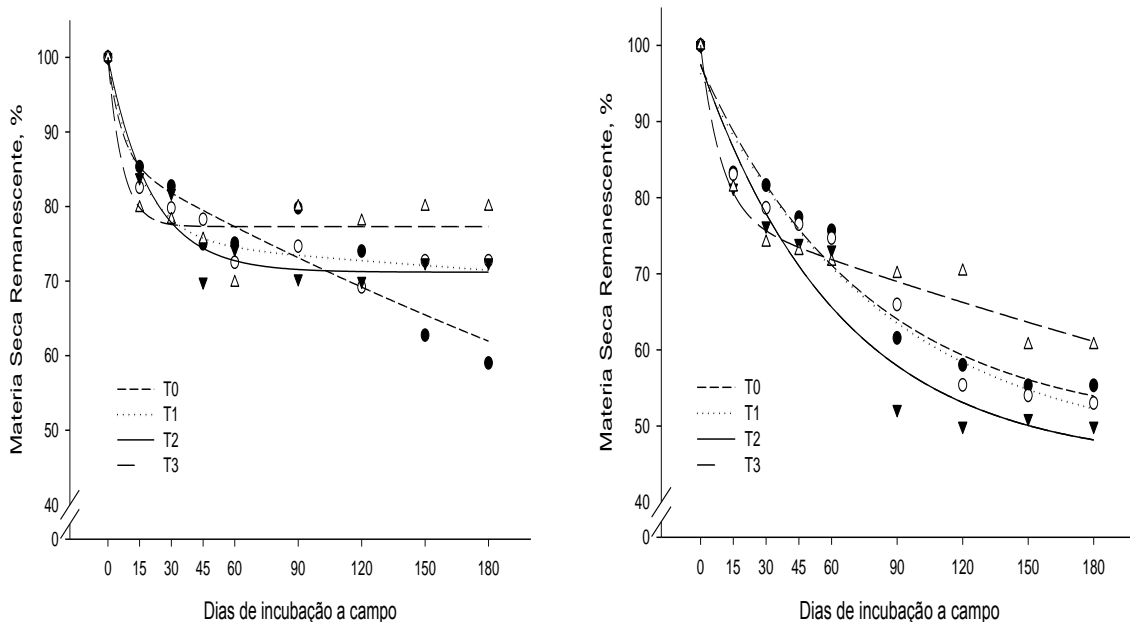 Materia Seca Remanescente, %
100
90
80
70
60
50
40
0
T0
T1
T2
T3
0 15 30 45 60 90 120 150 180
Dias de incubação a campo
Materia Seca Remanescente, %
100
90
80
70
60
50
40
0
T0
T1
T2
T3
0 15 30 45 60 90 120 150 180
Dias de incubação a campo